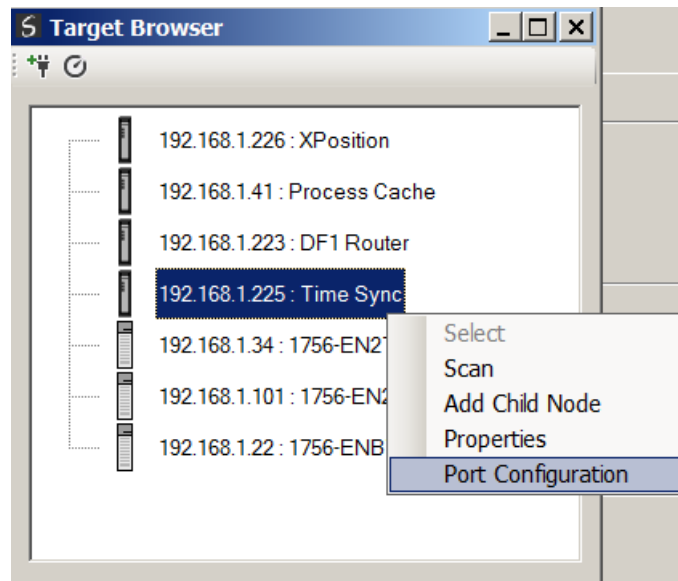 Target Browser
192.168.1.226 : XPosition
192.168.1.41 : Process Cache
192.168.1.223 : DF1 Router
192.168.1.225 : Time Sync
192.168.1.34 : 1756-EN2T
192.168.1.101 : 1756-EN2
192.168.1.22 : 1756-ENB
Select
Scan
Add Child Node
Properties
Port Configuration